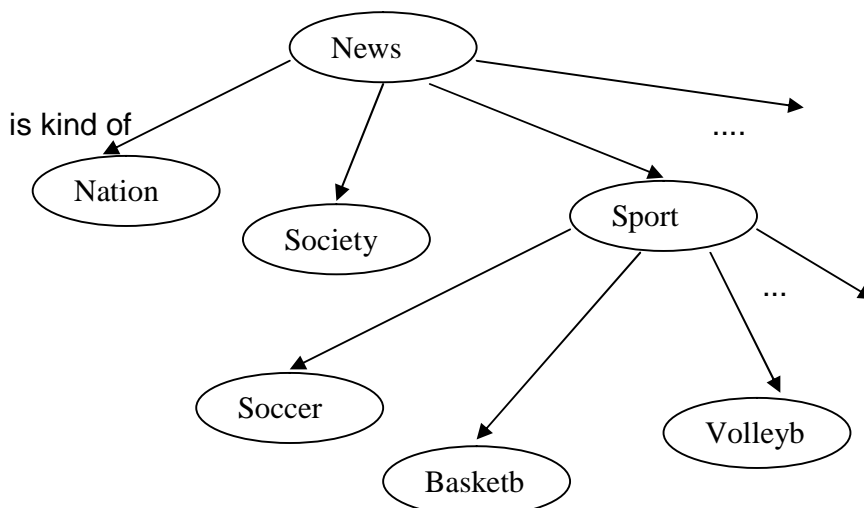 News
is kind of
....
Nation
Society
Sport
...
Soccer
Basketb
Volleyb